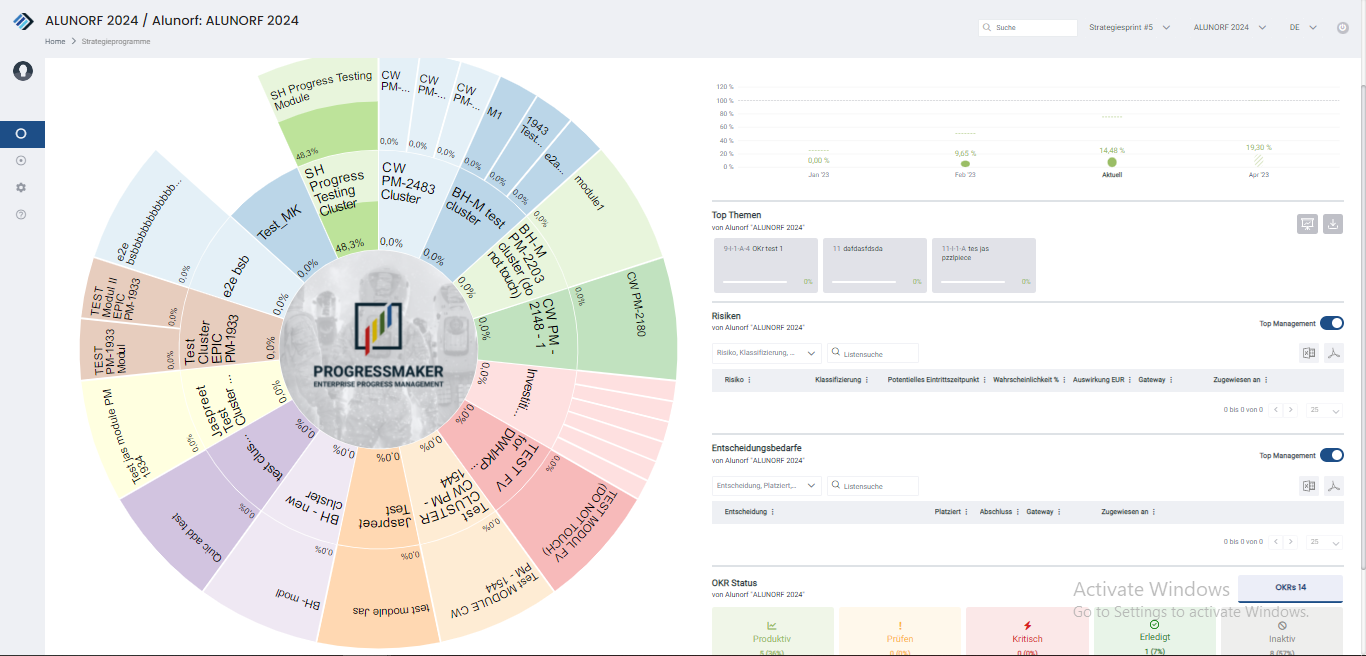 ALUNORF 2024 / Alunorf: ALUNORF 2024
Home > Strategieprogramme
Suche
Strategiesprint #5
ALUNORF 2024
DE
SH Progress Testing
Module
48,3%
SH
Progress
Testing
Cluster
48,3%
CW
PM-...
0,0%
CW
PM-...
0,0%
CW
PM-...
0,0%
CW
PM-2483
Cluster
0,0%
M1
0,0%
1943
Test...
0,0%
e2a...
0,0%
BH-M test
cluster
0,0%
module1
0,0%
BH-M
PM-2203
cluster (do
not touch)
0,0%
CW PM-2180
0,0%
CW PM -
2148 - 1
0,0%
Investiti...
0,0%
TEST MODUL FV
(DO NOT TOUCH)
0,0%
TEST FV
for
DWH/KP...
0,0%
Test MODULE CW
PM - 1544
0,0%
Test
CLUSTER
CW PM -
1544
0,0%
test module Jas
0,0%
Jaspreet
Test
0,0%
BH- modl
0,0%
BH - new
cluster
0,0%
Quic add test
0,0%
test clus...
0,0%
Test jas module PM
1934
0,0%
Jaspreet
Test
Cluster ...
0,0%
TEST
PM-1933
Modul
0,0%
TEST
Modul II
EPIC
PM-1933
0,0%
Test
Cluster
EPIC
PM-1933
0,0%
e2e
bsbbbbbbbbbbb...
0,0%
e2e bsb
0,0%
Test_MK
0,0%
PROGRESSMAKER
ENTERPRISE PROGRESS MANAGEMENT
120 %
100 %
80 %
60 %
40 %
20 %
0 %
0,00 %
9,65 %
14,48 %
19,30 %
Jan '23
Feb '23
Aktuell
Apr '23
Top Themen
von Alunorf "ALUNORF 2024"
9-I-1-A-4 OKr test 1
0%
11 dafdasfdsda
0%
11-I-1-A tes jas
pzzlpiece
0%
Risiken
von Alunorf "ALUNORF 2024"
Top Management
Risiko, Klassifizierung, ...
Listensuche
Risiko
Klassifizierung
Potenzielles Eintrittszeitpunkt
Wahrscheinlichkeit %
Auswirkung EUR
Gateway
Zugewiesen an
0 bis 0 von 0
25
Entscheidungsbedarfe
von Alunorf "ALUNORF 2024"
Top Management
Entscheidung, Platziert,...
Listensuche
Entscheidung
Platziert
Abschluss
Gateway
Zugewiesen an
0 bis 0 von 0
25
OKR Status
von Alunorf "ALUNORF 2024"
OKRs 14
Activate Windows
Go to Settings to activate Windows.
Produktiv
5 (36%)
Prüfen
0 (0%)
Kritisch
0 (0%)
Erledigt
1 (7%)
Inaktiv
8 (57%)